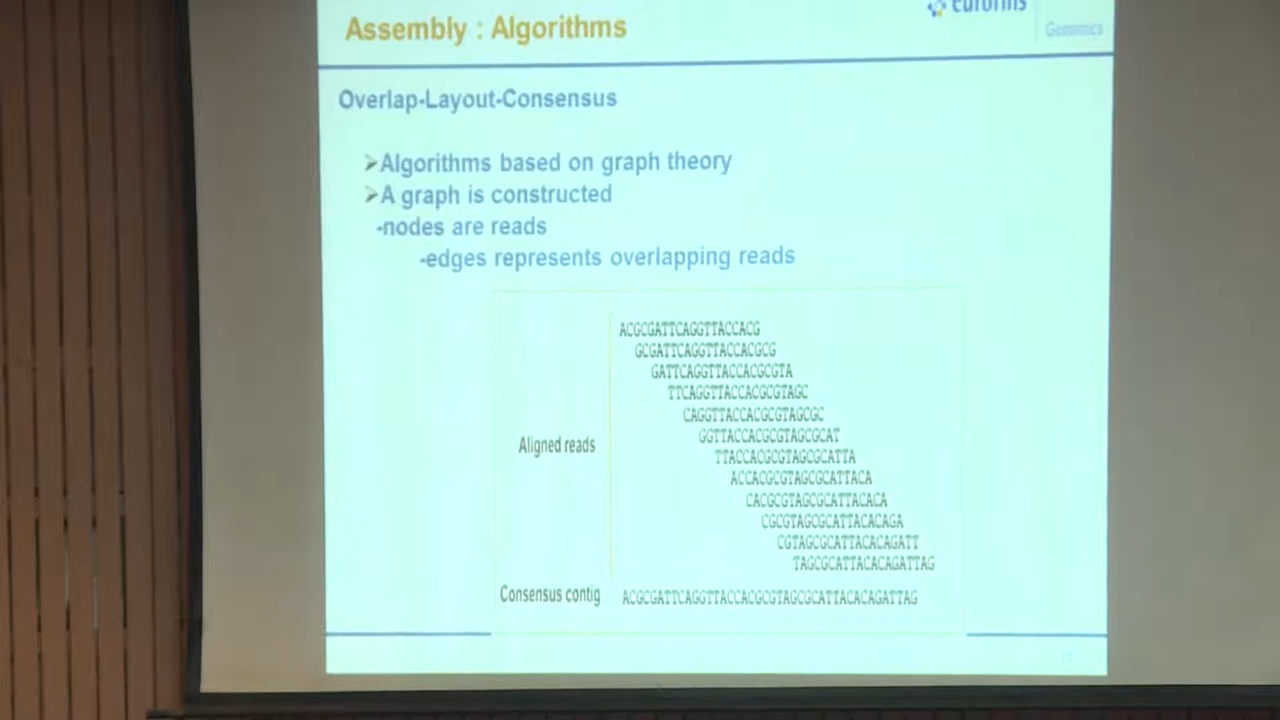 Assembly : Algorithms
eurofins
Genomics
Overlap-Layout-Consensus
➢Algorithms based on graph theory
➢A graph is constructed
-nodes are reads
-edges represents overlapping reads
ACGCGATTCAGGTTACCACG
GCGATTCAGGTTACCACGCG
GATTCAGGTTACCACGCGTA
TTCAGGTTACCACGCGTAGC
CAGGTTACCACGCGTAGCGC
GGTTACCACGCGTAGCGCAT
TTACCACGCGTAGCGCATTA
ACCACGCGTAGCGCATTACA
CACGCGTAGCGCATTACACA
CGCGTAGCGCATTACACAGA
CGTAGCGCATTACACAGATT
TAGCGCATTACACAGATTAG
Aligned reads
Consensus contig ACGCGATTCAGGTTACCACGCGTAGCGCATTACACAGATTAG